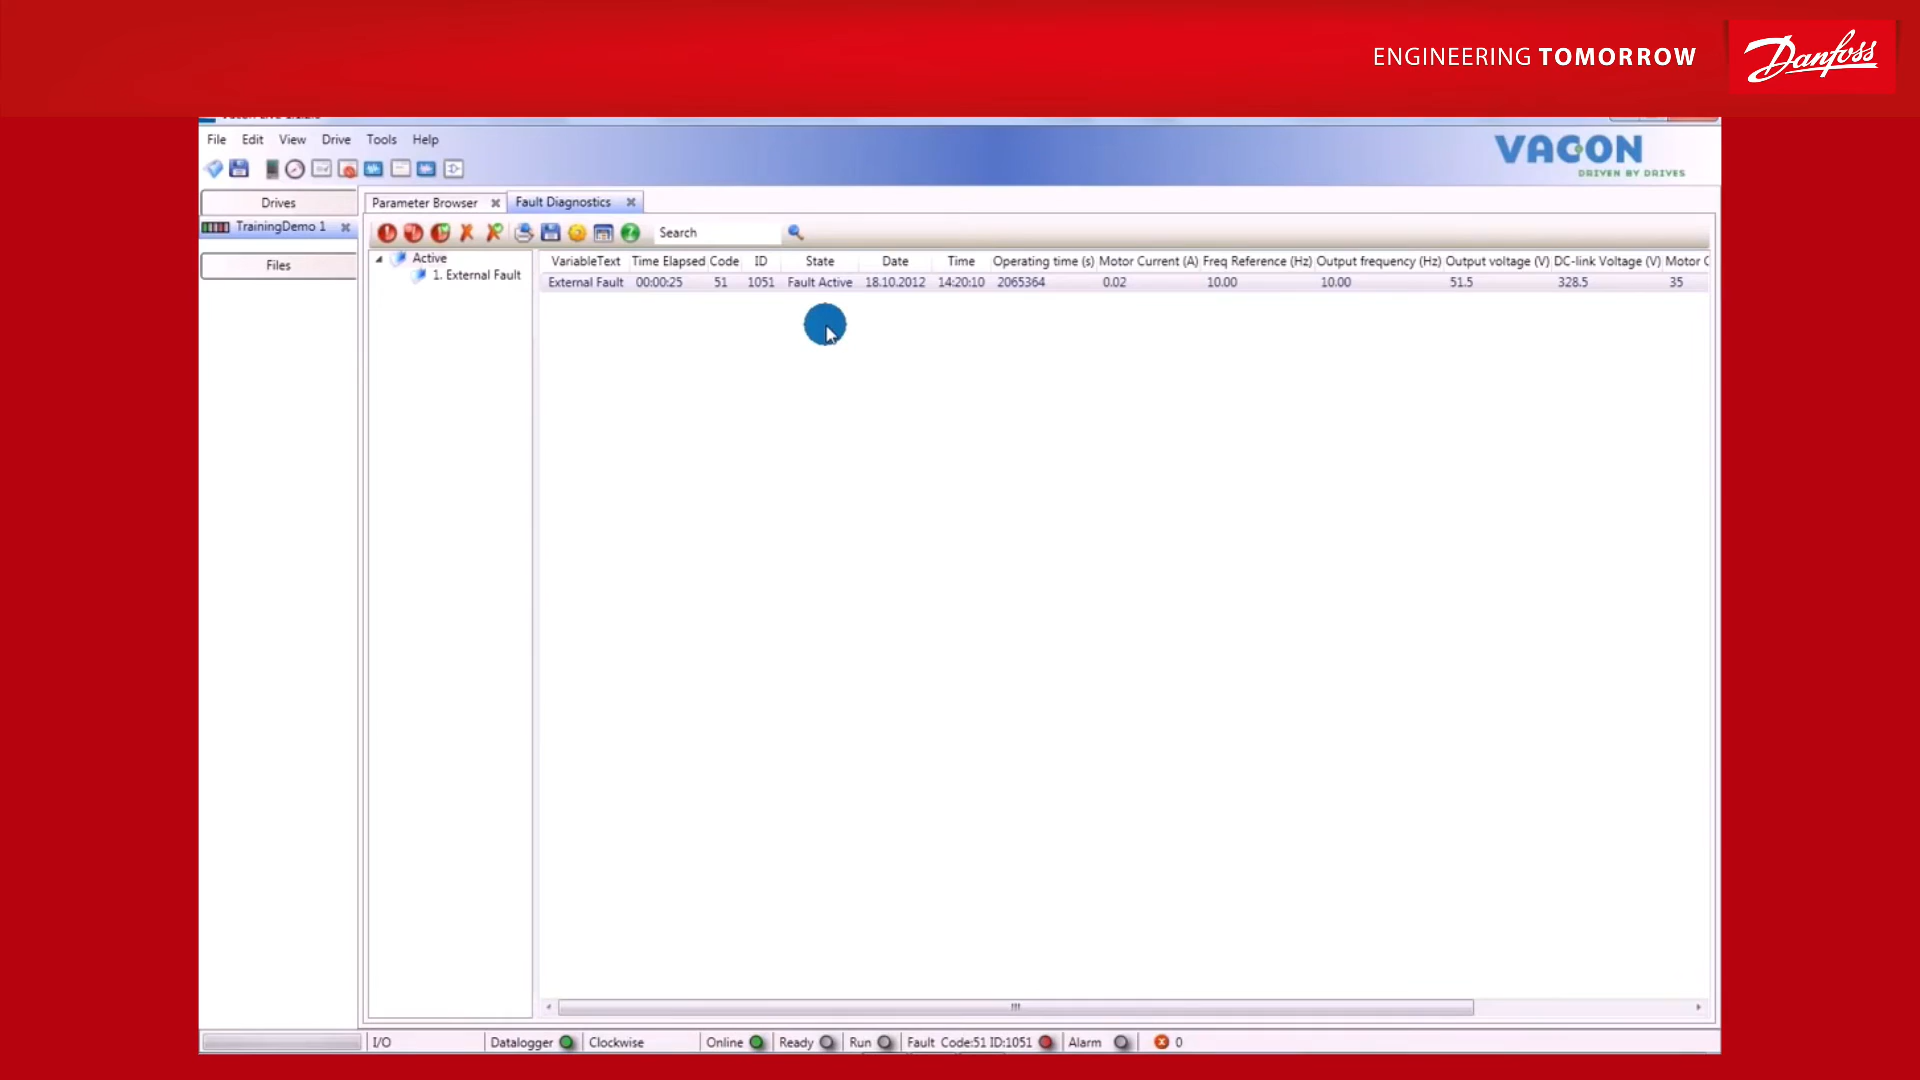 ENGINEERING TOMORROW
Danfoss
File Edit View Drive Tools Help
VACON
DRIVEN BY DRIVES
Drives
Parameter Browser
Fault Diagnostics
TrainingDemo 1
Search
Files
Active
1. External Fault
VariableText Time Elapsed Code ID State Date Time Operating time (s) Motor Current (A) Freq Reference (Hz) Output frequency (Hz) Output voltage (V) DC-link Voltage (V) Motor C
External Fault 00:00:25 51 1051 Fault Active 18.10.2012 14:20:10 2065364 0.02 10.00 10.00 51.5 328.5 35
I/O Datalogger Clockwise Online Ready Run Fault Code:51 ID:1051 Alarm 0